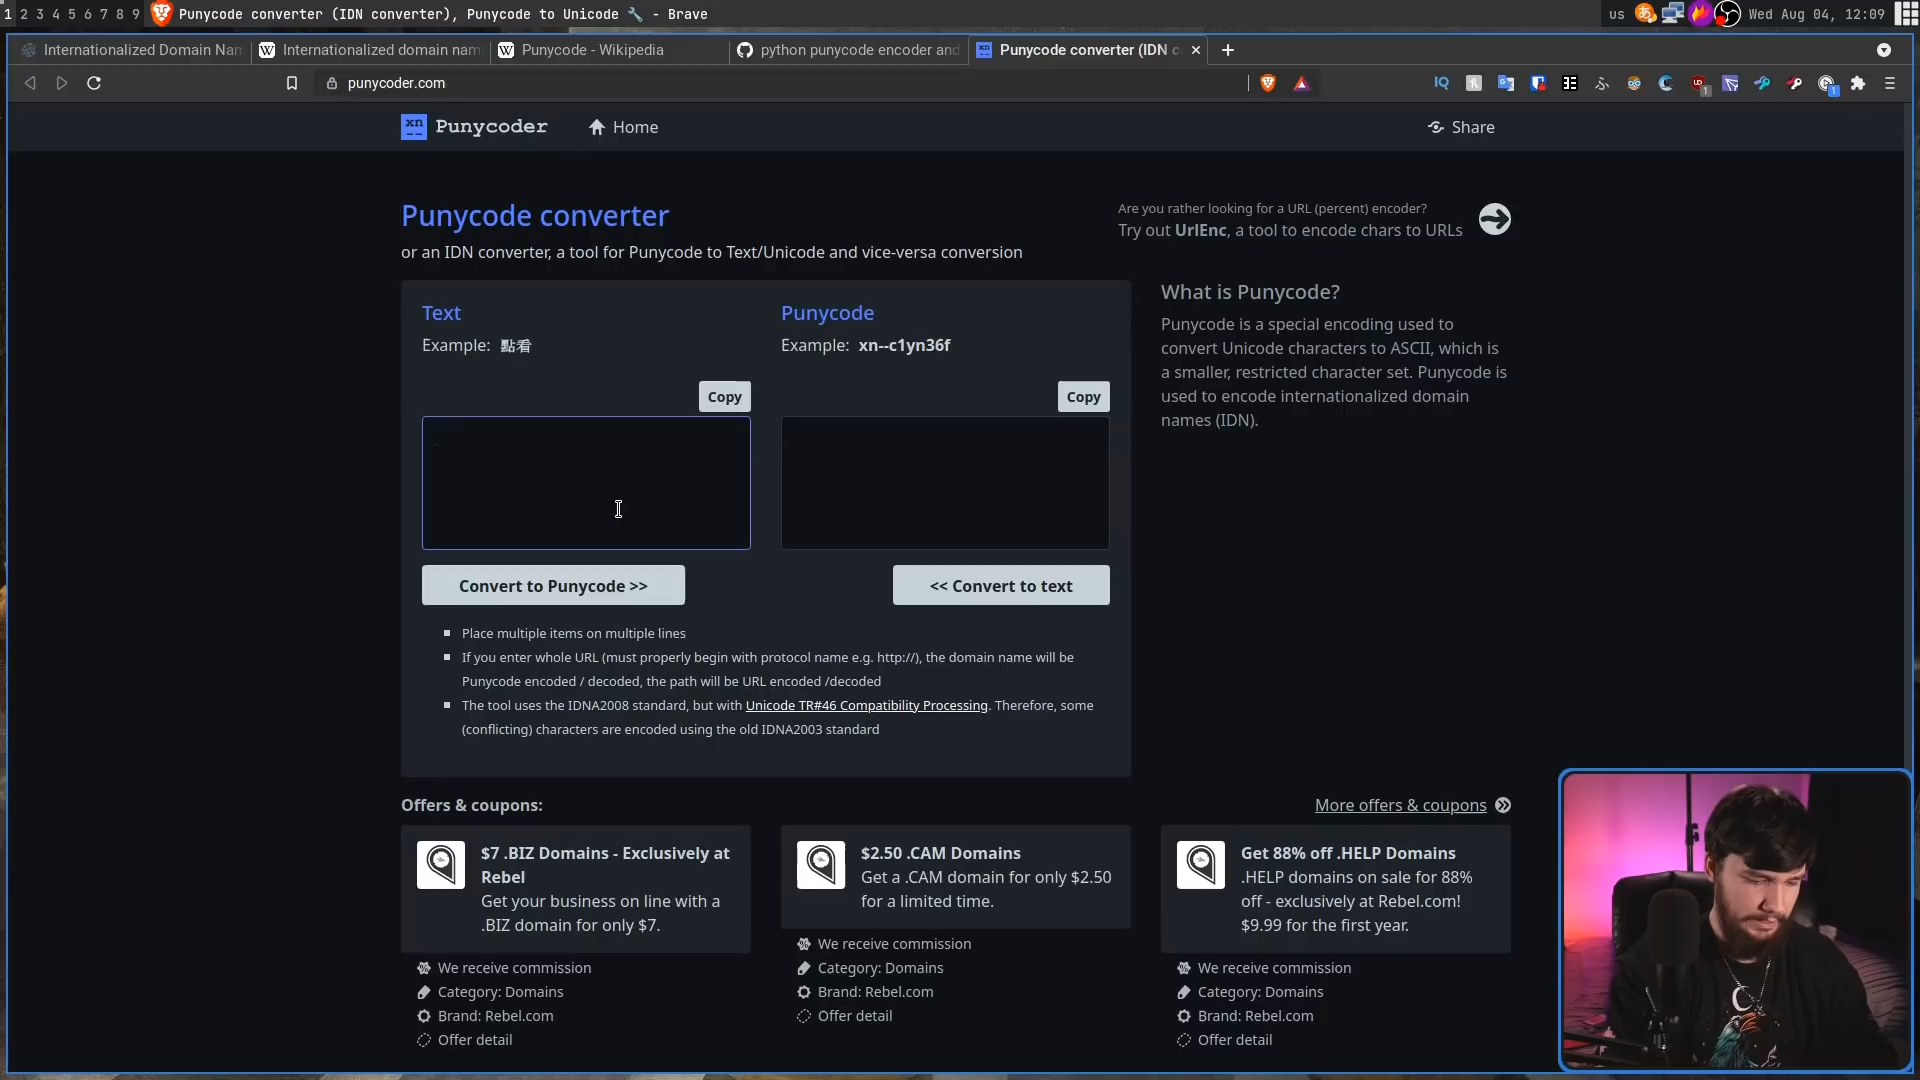 1 2 3 4 5 6 7 8 9 Punycode converter (IDN converter), Punycode to Unicode 🔧 - Brave
us Wed Aug 04, 12:09
Internationalized Domain Nam
Internationalized domain name
Punycode - Wikipedia
python punycode encoder and
Punycode converter (IDN c
punycoder.com
xn-- Punycoder
Home
Share
Punycode converter
or an IDN converter, a tool for Punycode to Text/Unicode and vice-versa conversion
Are you rather looking for a URL (percent) encoder?
Try out UrlEnc, a tool to encode chars to URLs
Text
Example: 點看
Copy
Convert to Punycode >>
Punycode
Example: xn--c1yn36f
Copy
<< Convert to text
What is Punycode?
Punycode is a special encoding used to
convert Unicode characters to ASCII, which is
a smaller, restricted character set. Punycode is
used to encode internationalized domain
names (IDN).
Place multiple items on multiple lines
If you enter whole URL (must properly begin with protocol name e.g. http://), the domain name will be
Punycode encoded / decoded, the path will be URL encoded /decoded
The tool uses the IDNA2008 standard, but with Unicode TR#46 Compatibility Processing. Therefore, some
(conflicting) characters are encoded using the old IDNA2003 standard
Offers & coupons:
More offers & coupons
$7 .BIZ Domains - Exclusively at
Rebel
Get your business on line with a
.BIZ domain for only $7.
We receive commission
Category: Domains
Brand: Rebel.com
Offer detail
$2.50 .CAM Domains
Get a .CAM domain for only $2.50
for a limited time.
We receive commission
Category: Domains
Brand: Rebel.com
Offer detail
Get 88% off .HELP Domains
.HELP domains on sale for 88%
off - exclusively at Rebel.com!
$9.99 for the first year.
We receive commission
Category: Domains
Brand: Rebel.com
Offer detail